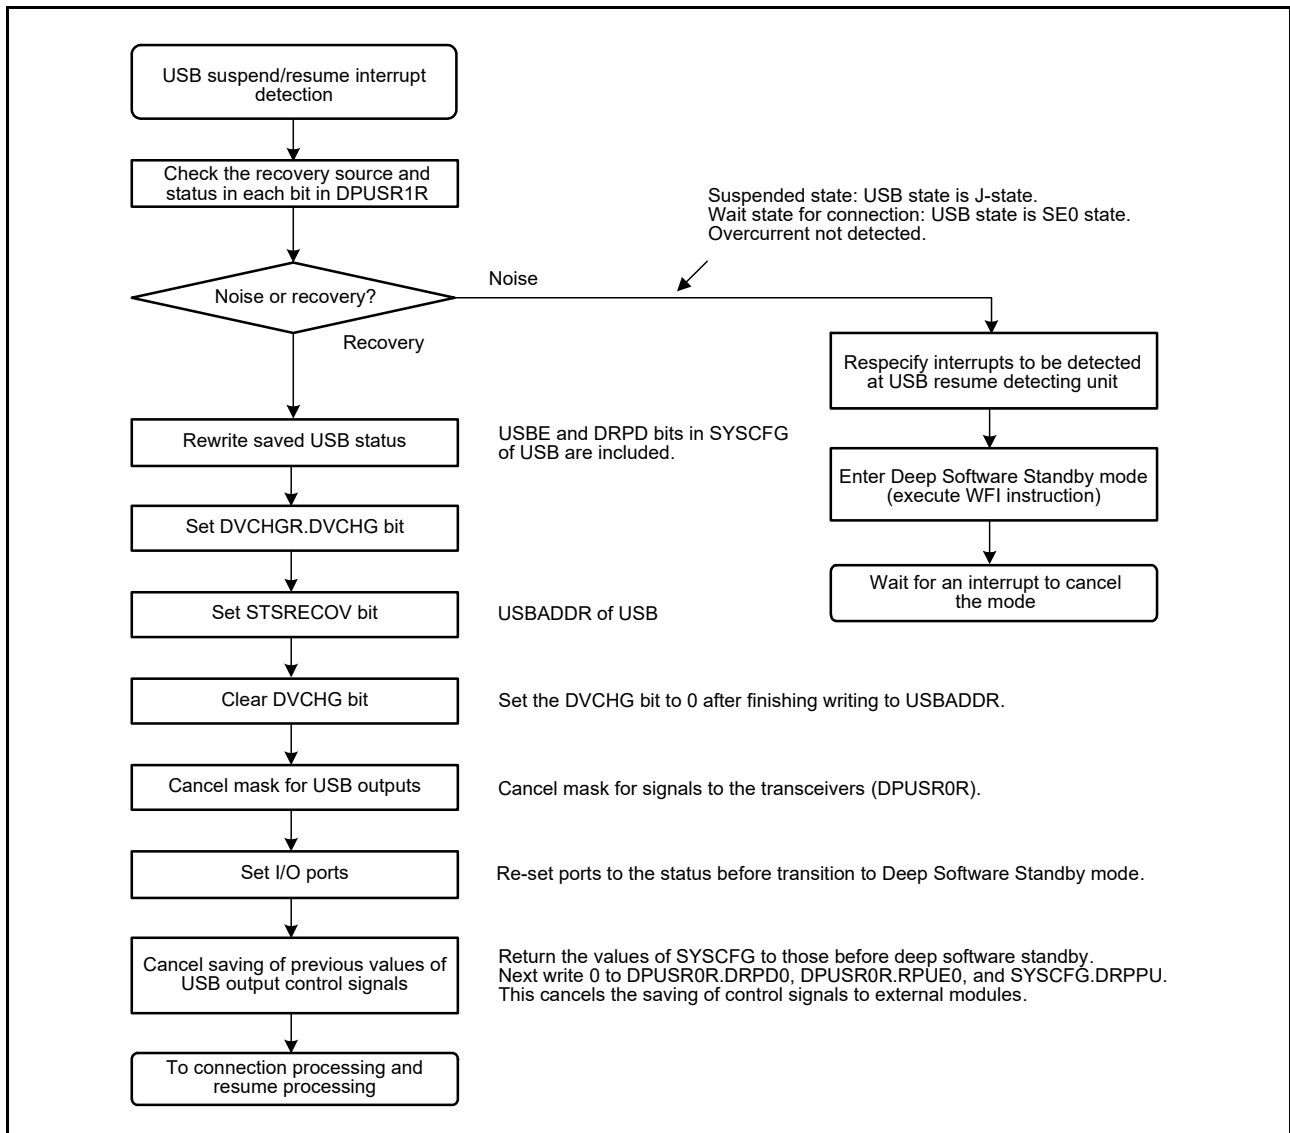 USB suspend/resume interrupt
detection
Check the recovery source and
status in each bit in DPUSR1R
Suspended state: USB state is J-state.
Wait state for connection: USB state is SE0 state.
Overcurrent not detected.
Noise or recovery?
Noise
Recovery
Respecify interrupts to be detected
at USB resume detecting unit
Enter Deep Software Standby mode
(execute WFI instruction)
Wait for an interrupt to cancel
the mode
Rewrite saved USB status
USBE and DRPD bits in SYSCFG
of USB are included.
Set DVCHGR.DVCHG bit
Set STSRECOV bit
USBADDR of USB
Clear DVCHG bit
Set the DVCHG bit to 0 after finishing writing to USBADDR.
Cancel mask for USB outputs
Cancel mask for signals to the transceivers (DPUSR0R).
Set I/O ports
Re-set ports to the status before transition to Deep Software Standby mode.
Cancel saving of previous values of
USB output control signals
Return the values of SYSCFG to those before deep software standby.
Next write 0 to DPUSR0R.DRPD0, DPUSR0R.RPUE0, and SYSCFG.DRPPU.
This cancels the saving of control signals to external modules.
To connection processing and
resume processing